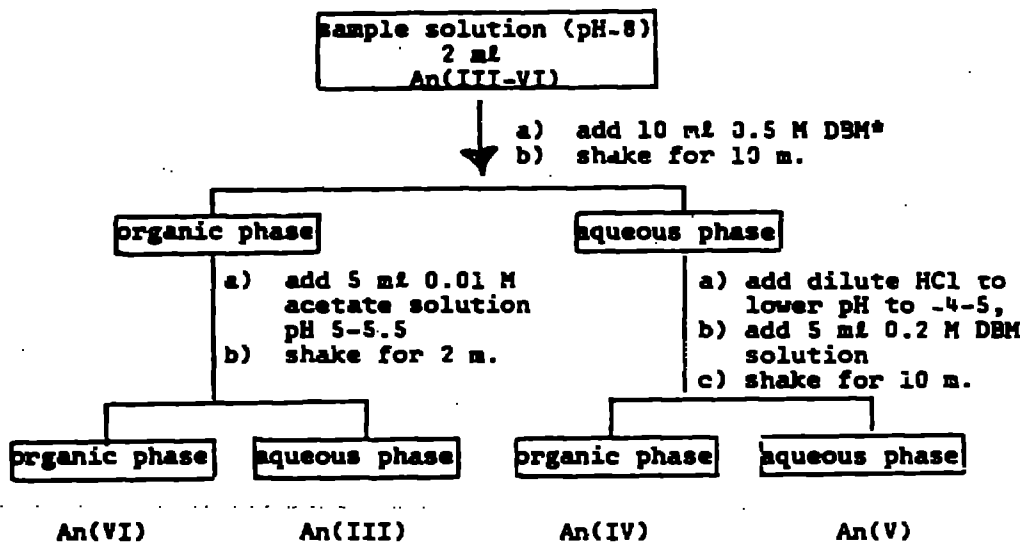 sample solution (pH~8)
2 mℓ
An(III-VI)
a) add 10 mℓ 0.5 M DBM*
b) shake for 10 m.
organic phase
aqueous phase
a) add 5 mℓ 0.01 M
acetate solution
pH 5-5.5
b) shake for 2 m.
a) add dilute HCl to
lower pH to ~4-5,
b) add 5 mℓ 0.2 M DBM
solution
c) shake for 10 m.
organic phase
aqueous phase
organic phase
aqueous phase
An(VI)
An(III)
An(IV)
An(V)